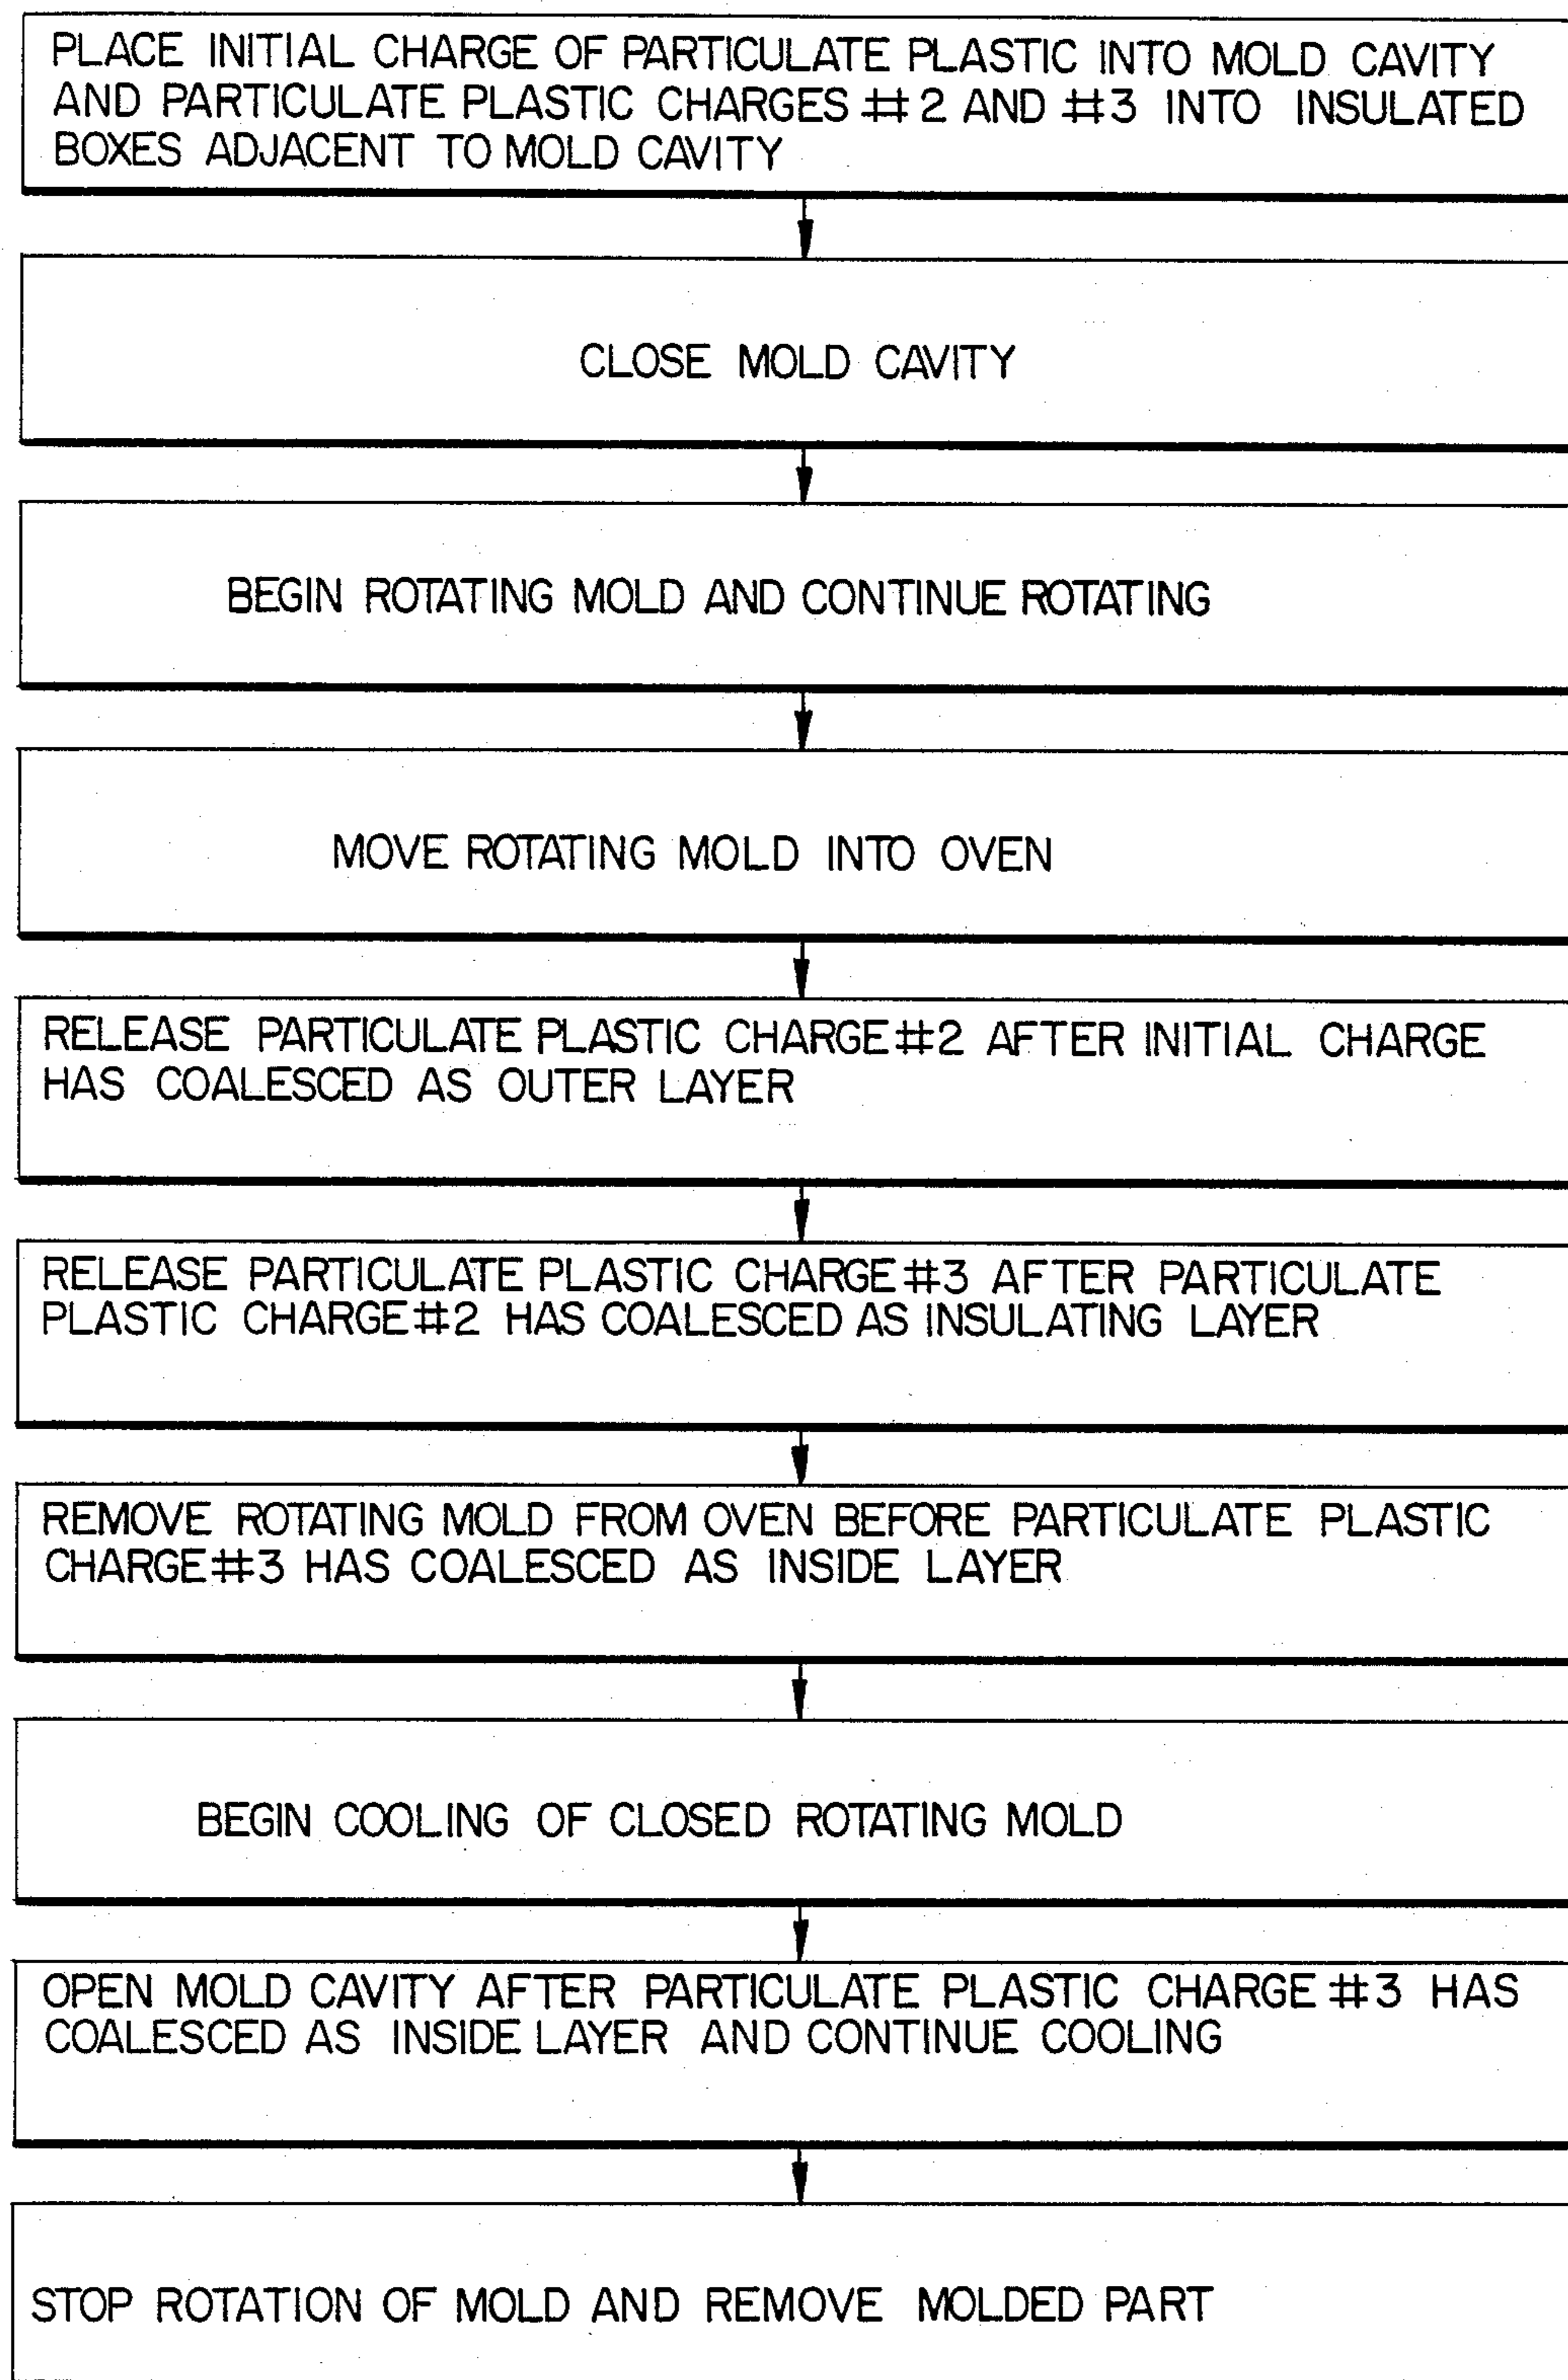 PLACE INITIAL CHARGE OF PARTICULATE PLASTIC INTO MOLD CAVITY
AND PARTICULATE PLASTIC CHARGES #2 AND #3 INTO INSULATED
BOXES ADJACENT TO MOLD CAVITY
CLOSE MOLD CAVITY
BEGIN ROTATING MOLD AND CONTINUE ROTATING
MOVE ROTATING MOLD INTO OVEN
RELEASE PARTICULATE PLASTIC CHARGE #2 AFTER INITIAL CHARGE
HAS COALESCED AS OUTER LAYER
RELEASE PARTICULATE PLASTIC CHARGE #3 AFTER PARTICULATE
PLASTIC CHARGE #2 HAS COALESCED AS INSULATING LAYER
REMOVE ROTATING MOLD FROM OVEN BEFORE PARTICULATE PLASTIC
CHARGE #3 HAS COALESCED AS INSIDE LAYER
BEGIN COOLING OF CLOSED ROTATING MOLD
OPEN MOLD CAVITY AFTER PARTICULATE PLASTIC CHARGE #3 HAS
COALESCED AS INSIDE LAYER AND CONTINUE COOLING
STOP ROTATION OF MOLD AND REMOVE MOLDED PART